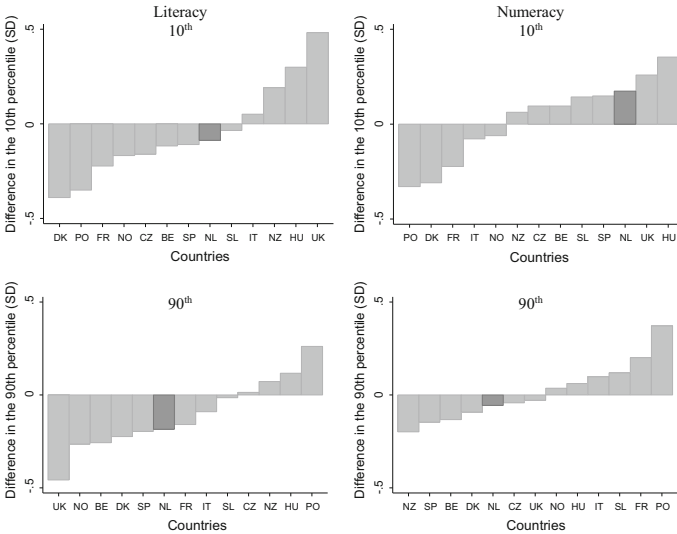 Literacy
10th
Difference in the 10th percentile (SD)
.5
0
-.5
DK PO FR NO CZ BE SP NL SL IT NZ HU UK
Countries
Numeracy
10th
Difference in the 10th percentile (SD)
.5
0
-.5
PO DK FR IT NO NZ CZ BE SL SP NL UK HU
Countries
90th
Difference in the 90th percentile (SD)
.5
0
-.5
UK NO BE DK SP NL FR IT SL CZ NZ HU PO
Countries
90th
Difference in the 90th percentile (SD)
.5
0
-.5
NZ SP BE DK NL CZ UK NO HU IT SL FR PO
Countries